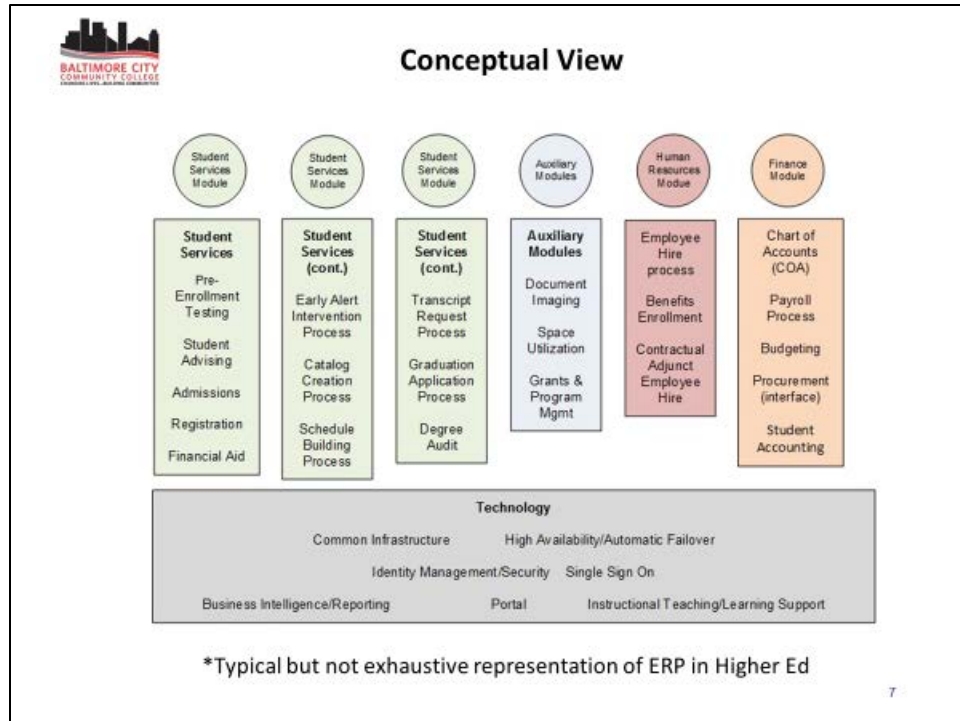 BALTIMORE CITY
COMMUNITY COLLEGE
CHANGING LIVES...BUILDING COMMUNITIES
Conceptual View
Student
Services
Module
Student
Services
Module
Student
Services
Module
Auxiliary
Modules
Human
Resources
Modue
Finance
Module
Student
Services
Pre-
Enrollment
Testing
Student
Advising
Admissions
Registration
Financial Aid
Student
Services
(cont.)
Early Alert
Intervention
Process
Catalog
Creation
Process
Schedule
Building
Process
Student
Services
(cont.)
Transcript
Request
Process
Graduation
Application
Process
Degree
Audit
Auxiliary
Modules
Document
Imaging
Space
Utilization
Grants &
Program
Mgmt
Employee
Hire
process
Benefits
Enrollment
Contractual
Adjunct
Employee
Hire
Chart of
Accounts
(COA)
Payroll
Process
Budgeting
Procurement
(interface)
Student
Accounting
Technology
Common Infrastructure High Availability/Automatic Failover
Identity Management/Security Single Sign On
Business Intelligence/Reporting Portal Instructional Teaching/Learning Support
*Typical but not exhaustive representation of ERP in Higher Ed
7